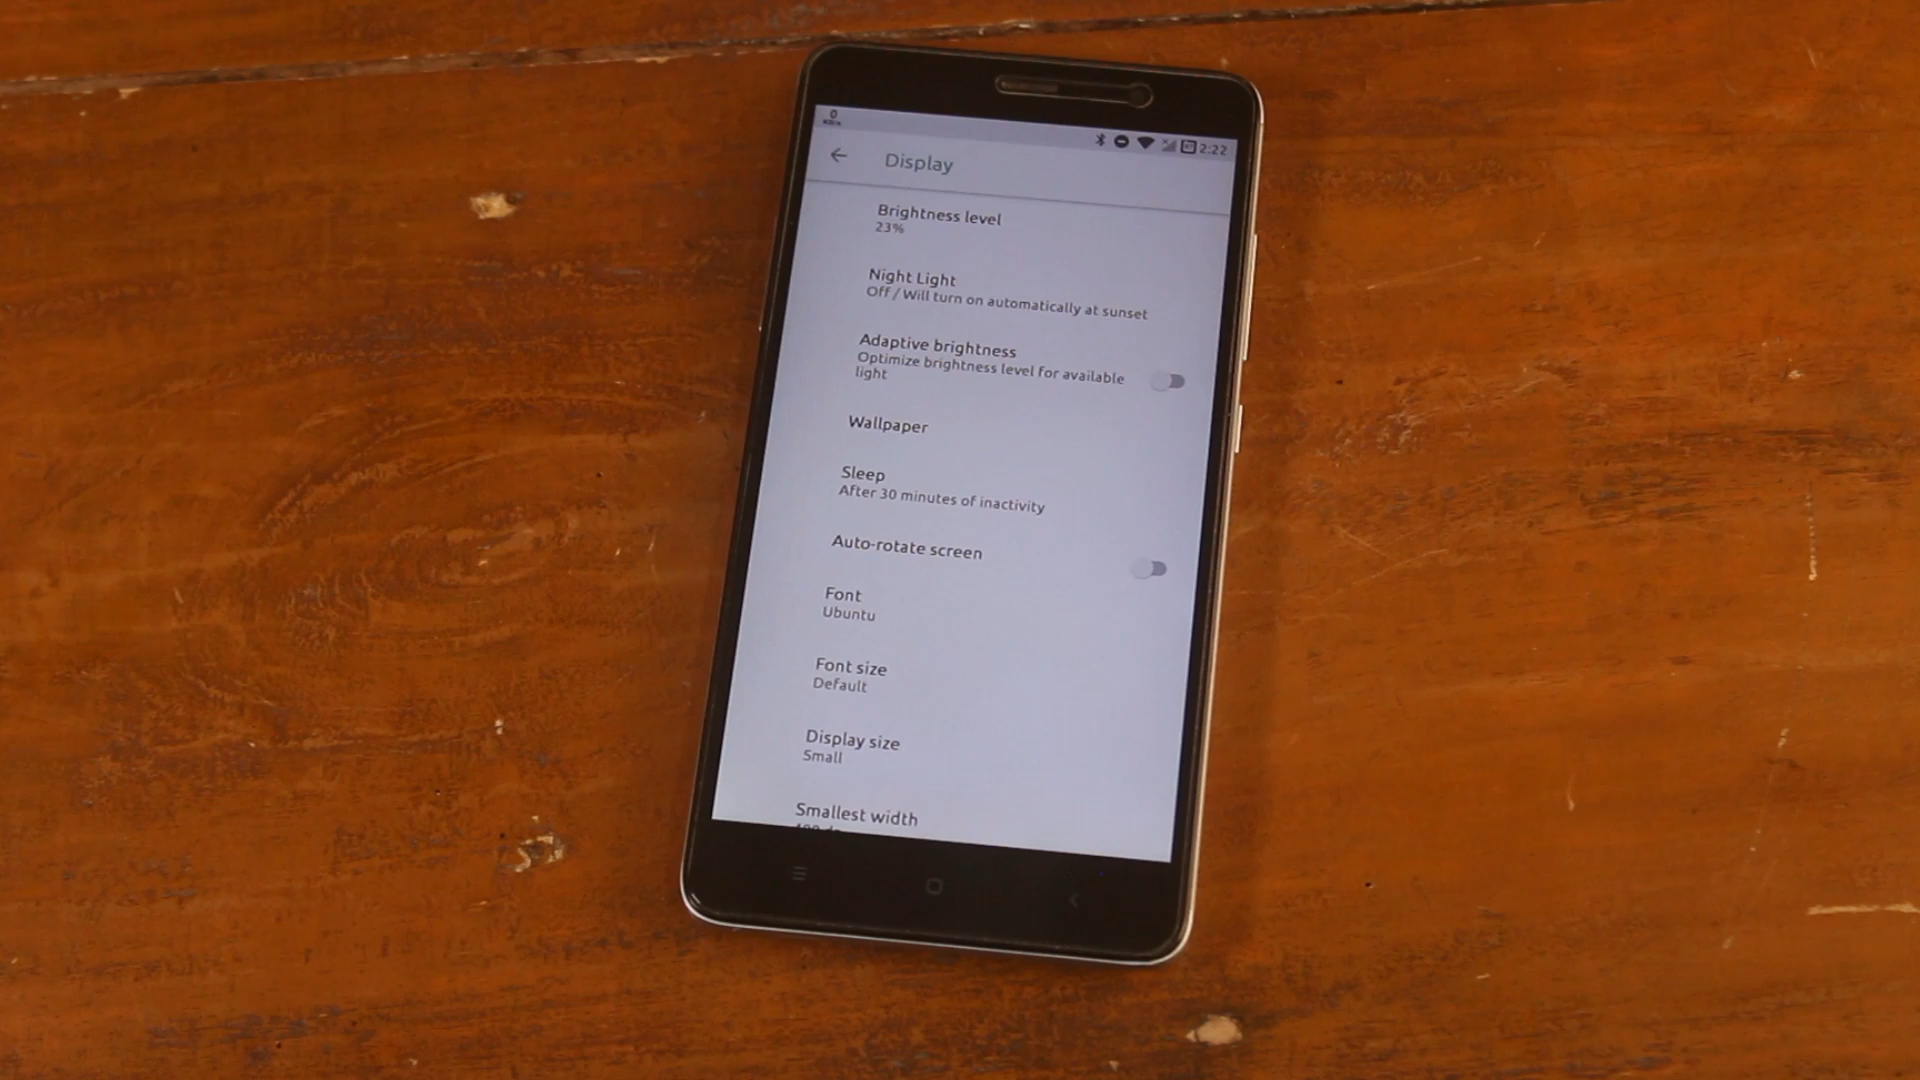 0
2:22
Display
Brightness level
23%
Night Light
Off / Will turn on automatically at sunset
Adaptive brightness
Optimize brightness level for available
light
Wallpaper
Sleep
After 30 minutes of inactivity
Auto-rotate screen
Font
Ubuntu
Font size
Default
Display size
Small
Smallest width